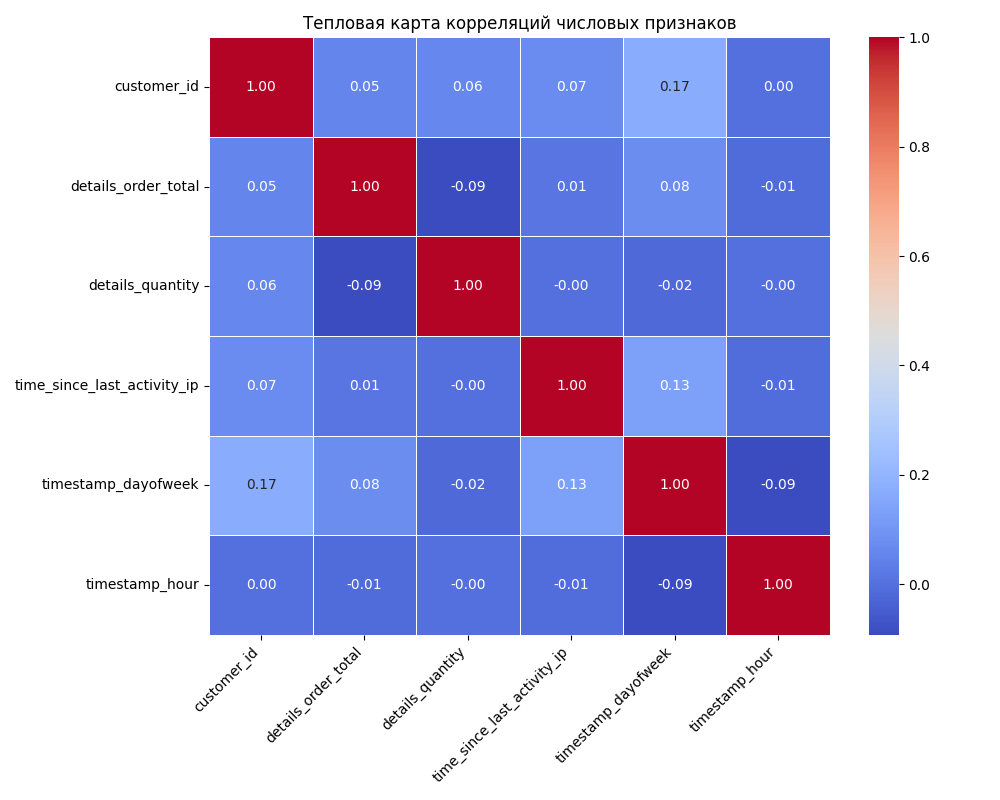 Тепловая карта корреляций числовых признаков
customer_id 1.00 0.05 0.06 0.07 0.17 0.00
details_order_total 0.05 1.00 -0.09 0.01 0.08 -0.01
details_quantity 0.06 -0.09 1.00 -0.00 -0.02 -0.00
time_since_last_activity_ip 0.07 0.01 -0.00 1.00 0.13 -0.01
timestamp_dayofweek 0.17 0.08 -0.02 0.13 1.00 -0.09
timestamp_hour 0.00 -0.01 -0.00 -0.01 -0.09 1.00
customer_id
details_order_total
details_quantity
time_since_last_activity_ip
timestamp_dayofweek
timestamp_hour
1.0
0.8
0.6
0.4
0.2
0.0